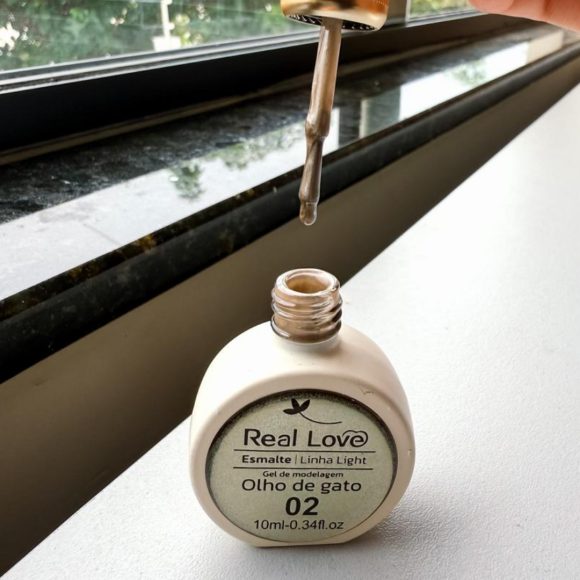 Real Love
Esmalte | Linha Light
Gel de modelagem
Olho de gato
02
10ml-0.34fl.oz